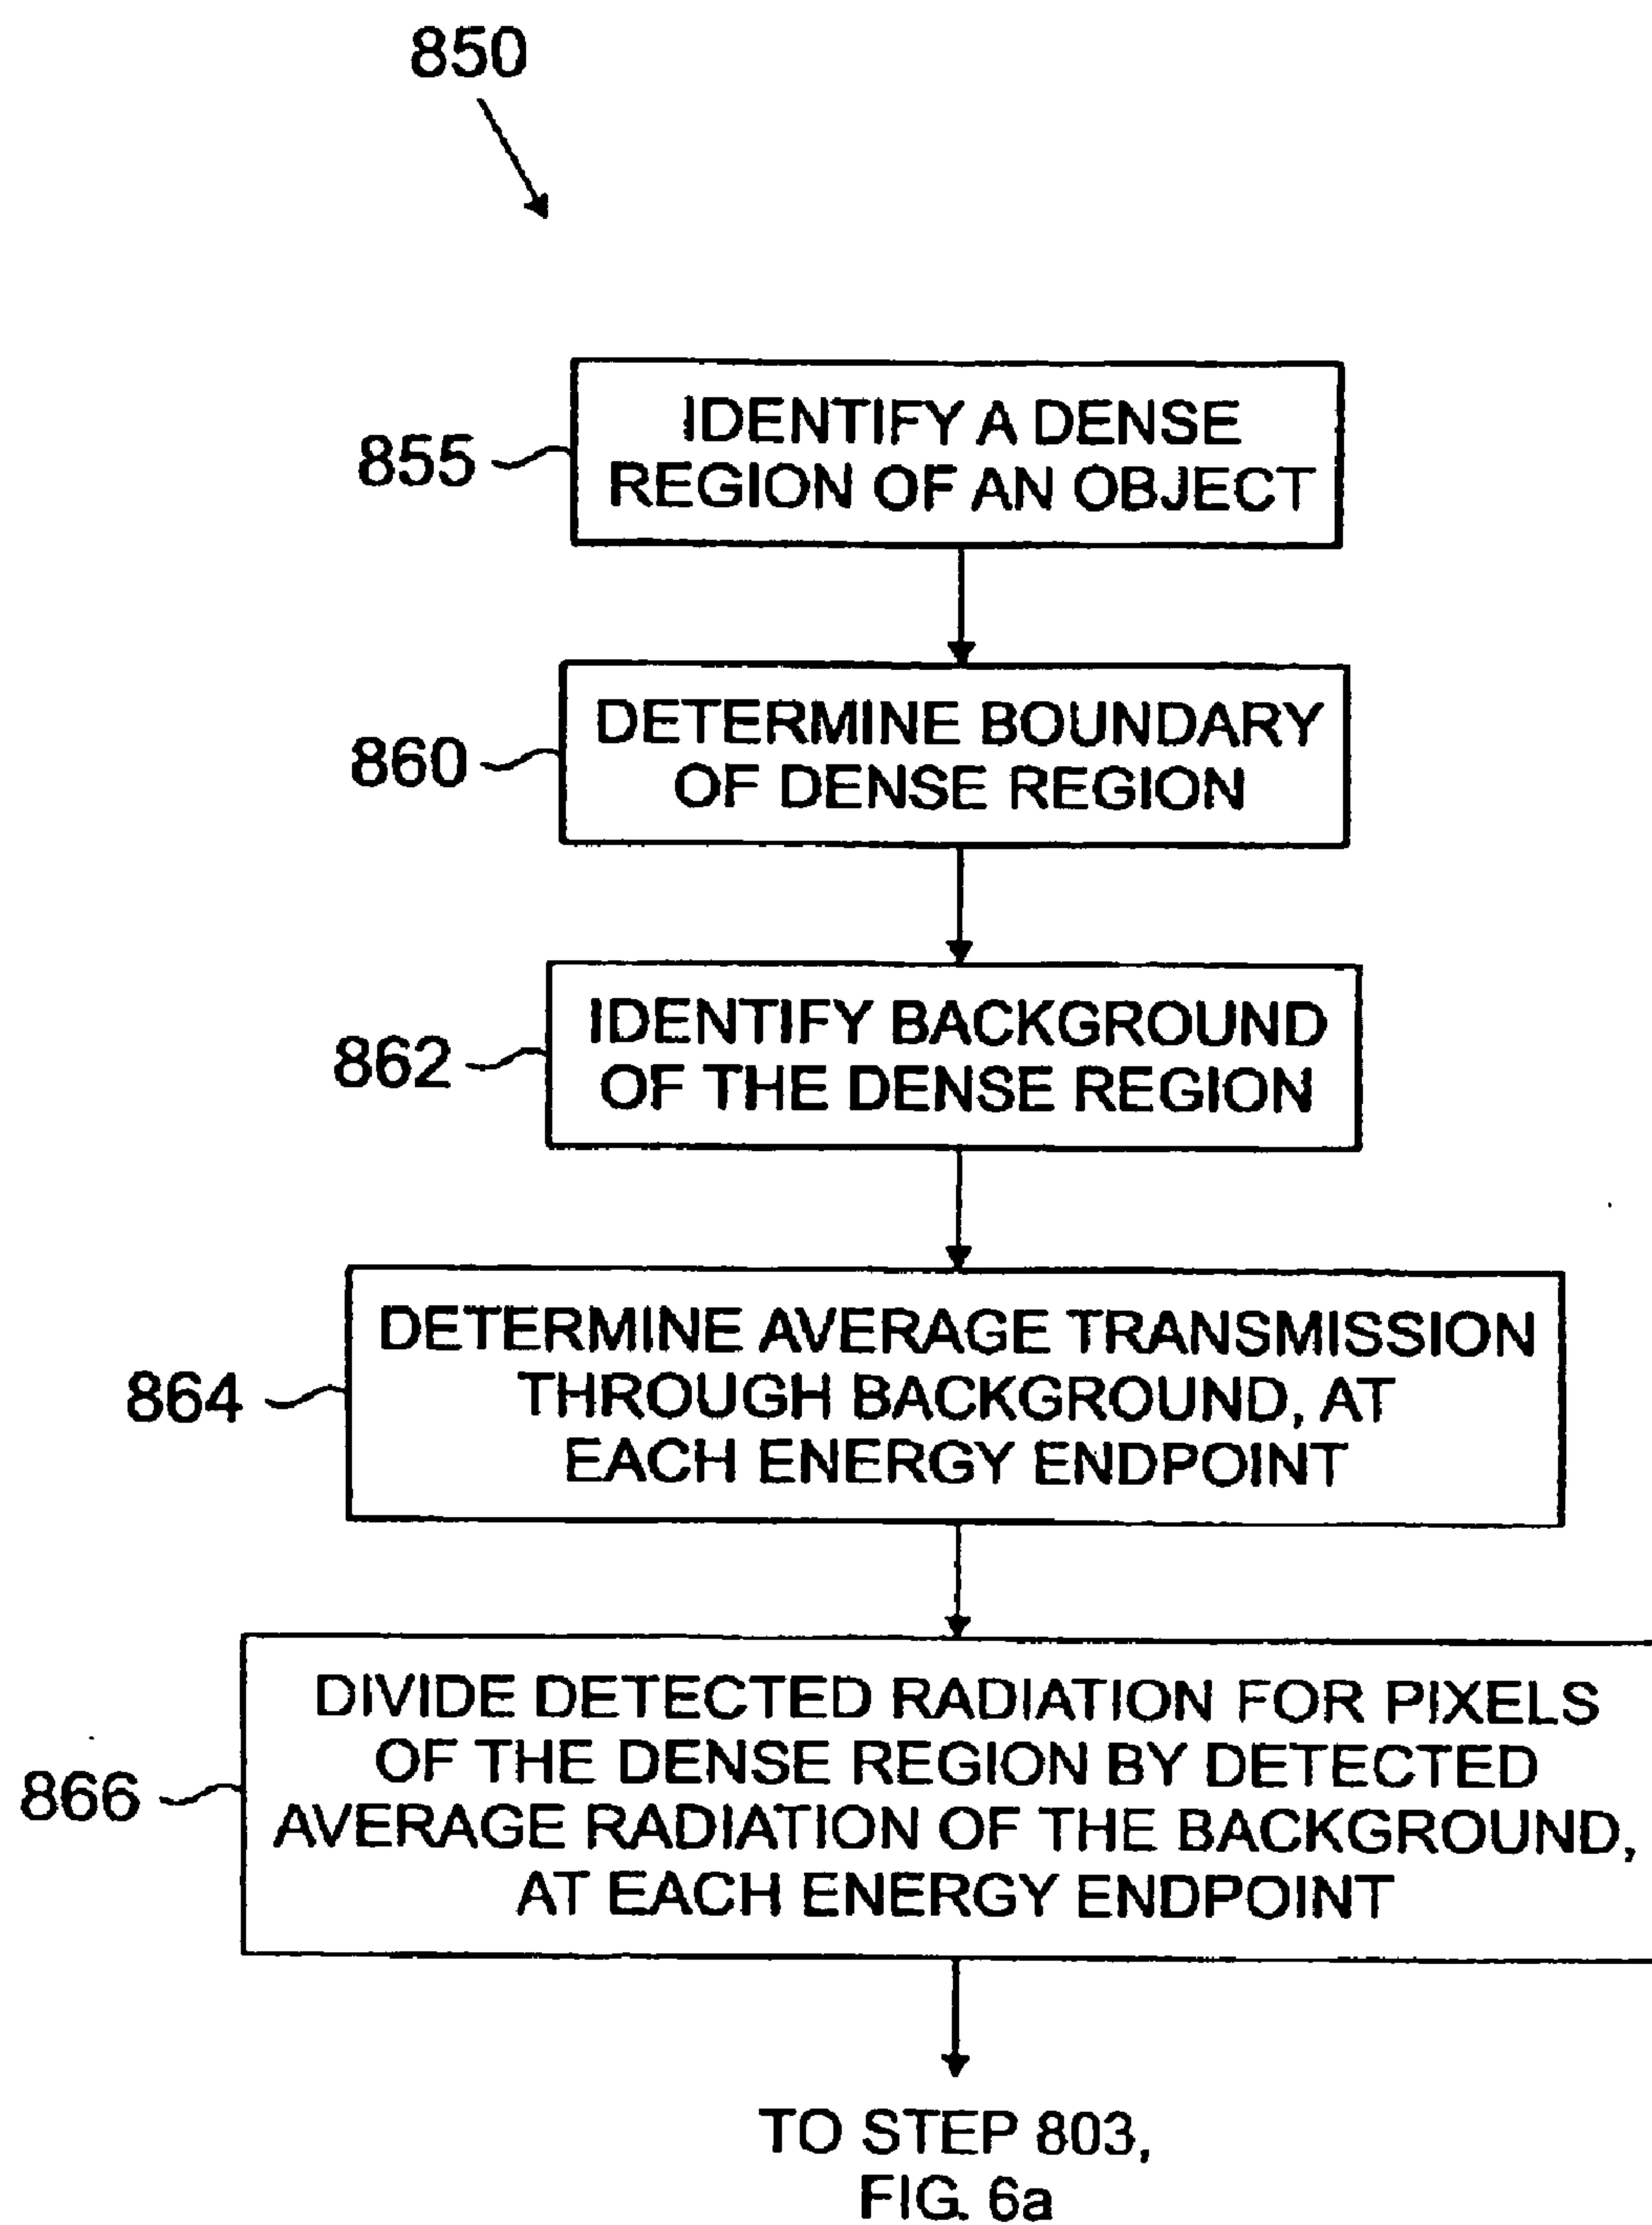 850
855
IDENTIFY A DENSE
REGION OF AN OBJECT
860
DETERMINE BOUNDARY
OF DENSE REGION
862
IDENTIFY BACKGROUND
OF THE DENSE REGION
864
DETERMINE AVERAGE TRANSMISSION
THROUGH BACKGROUND, AT
EACH ENERGY ENDPOINT
866
DIVIDE DETECTED RADIATION FOR PIXELS
OF THE DENSE REGION BY DETECTED
AVERAGE RADIATION OF THE BACKGROUND,
AT EACH ENERGY ENDPOINT
TO STEP 803,
FIG. 6a